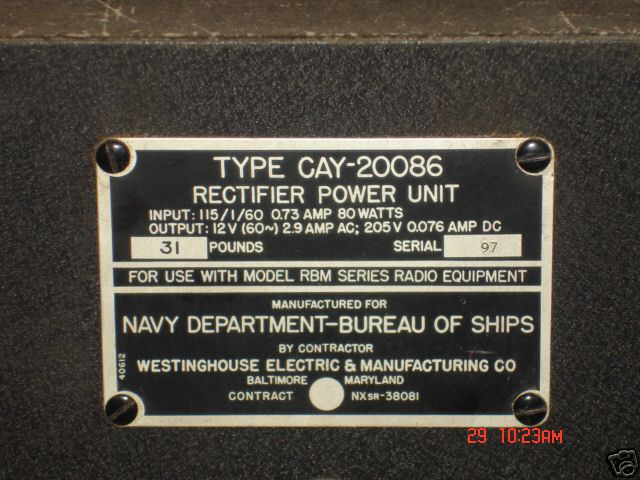 TYPE CAY-20086
RECTIFIER POWER UNIT
INPUT: 115/1/60 0.73 AMP 80 WATTS
OUTPUT: 12V (60~) 2.9 AMP AC; 205V 0.076 AMP DC
31 POUNDS SERIAL 97
FOR USE WITH MODEL RBM SERIES RADIO EQUIPMENT
MANUFACTURED FOR
NAVY DEPARTMENT-BUREAU OF SHIPS
BY CONTRACTOR
WESTINGHOUSE ELECTRIC & MANUFACTURING CO
BALTIMORE MARYLAND
CONTRACT NXSR-38081
40612
29 10:23AM